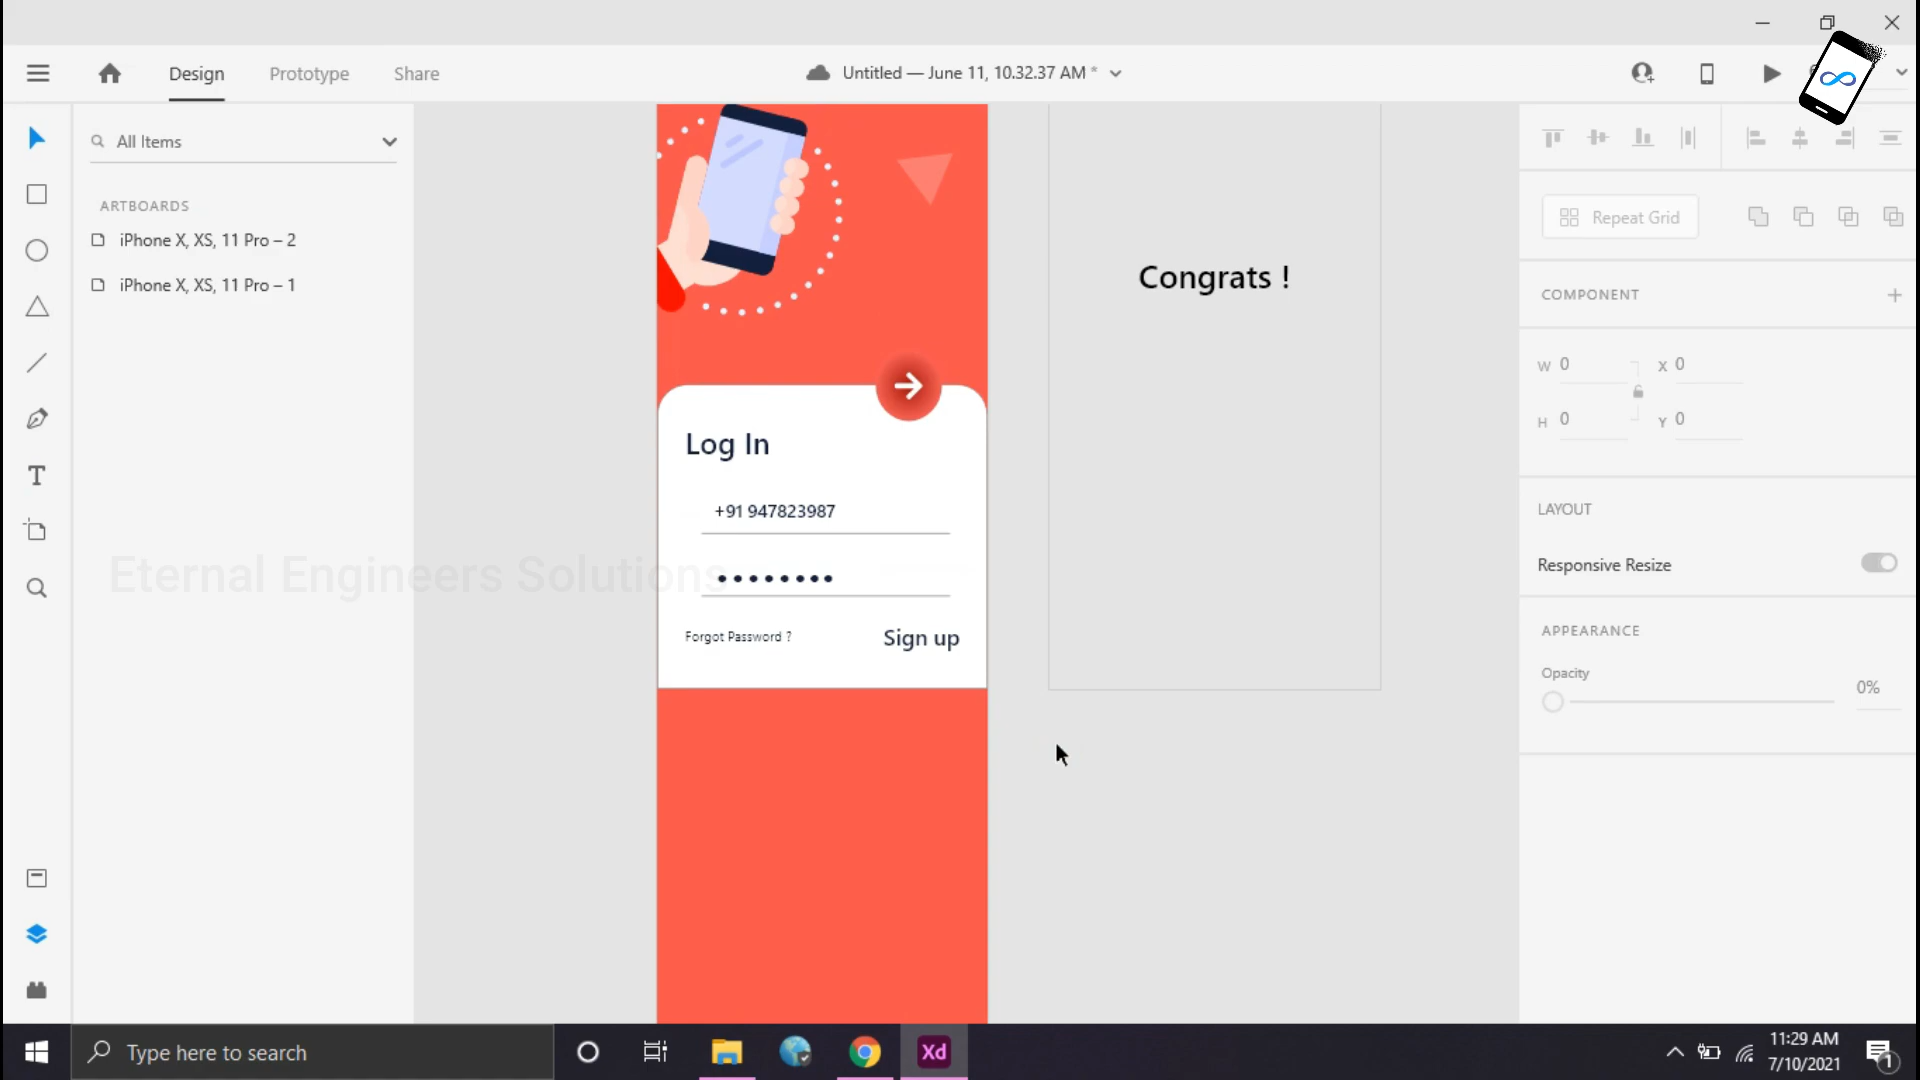 Design
Prototype
Share
Untitled — June 11, 10.32.37 AM *
All Items
ARTBOARDS
iPhone X, XS, 11 Pro – 2
iPhone X, XS, 11 Pro – 1
Congrats !
Log In
+91 947823987
Forgot Password ?
Sign up
Eternal Engineers Solutions
Repeat Grid
COMPONENT
W 0
X 0
H 0
Y 0
LAYOUT
Responsive Resize
APPEARANCE
Opacity
0%
Type here to search
Xd
11:29 AM
7/10/2021
1